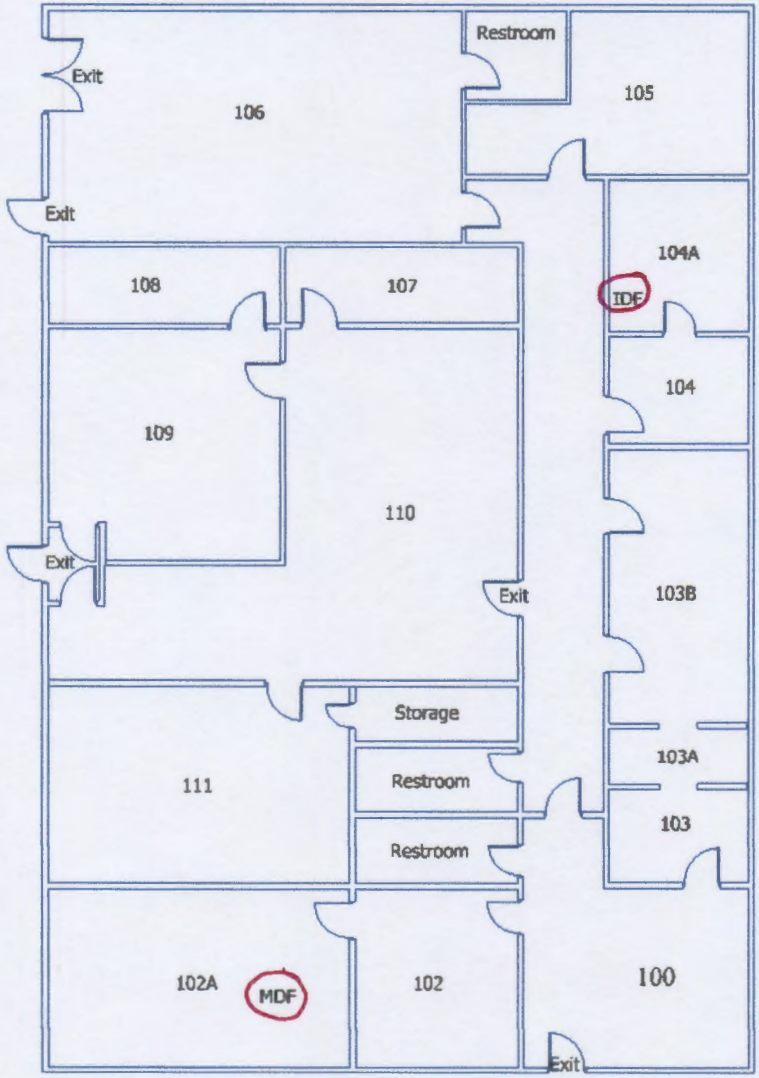 Restroom
Exit
105
106
Exit
104A
108
107
IDF
104
109
110
Exit
103B
Exit
Storage
103A
111
Restroom
103
Restroom
102A
MDF
102
100
Exit